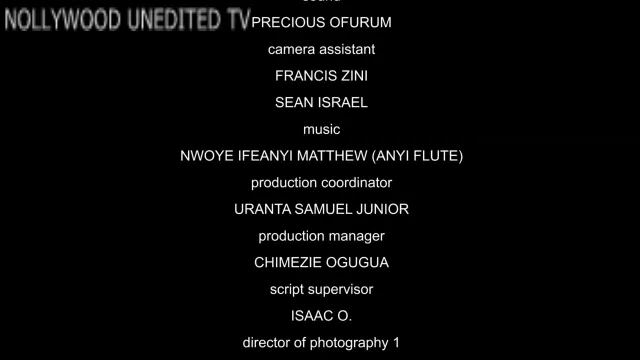 NOLLYWOOD UNEDITED TV
PRECIOUS OFURUM
camera assistant
FRANCIS ZINI
SEAN ISRAEL
music
NWOYE IFEANYI MATTHEW (ANYI FLUTE)
production coordinator
URANTA SAMUEL JUNIOR
production manager
CHIMEZIE OGUGUA
script supervisor
ISAAC O.
director of photography 1